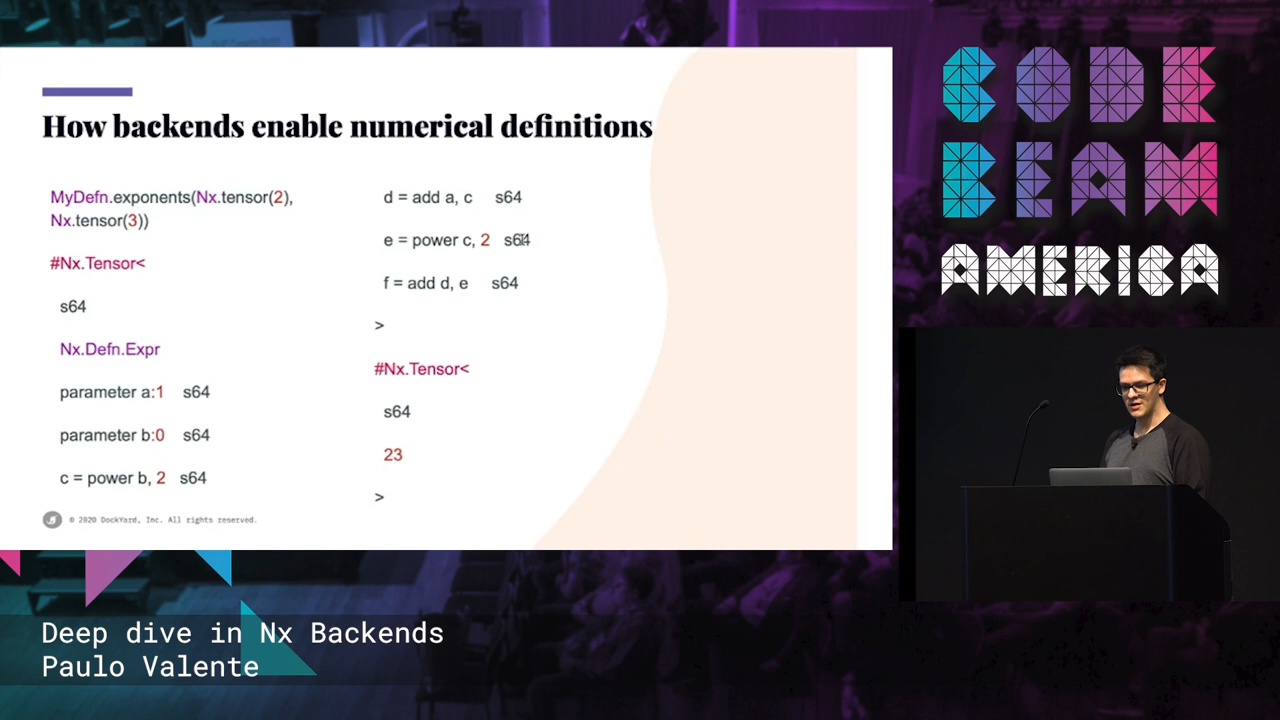 How backends enable numerical definitions
MyDefn.exponents(Nx.tensor(2),
Nx.tensor(3))
#Nx.Tensor<
s64
Nx.Defn.Expr
parameter a:1 s64
parameter b:0 s64
c = power b, 2 s64
d = add a, c s64
e = power c, 2 s64
f = add d, e s64
>
#Nx.Tensor<
s64
23
>
© 2020 DockYard, Inc. All rights reserved.
CODE
BEAM
AMERICA
Deep dive in Nx Backends
Paulo Valente